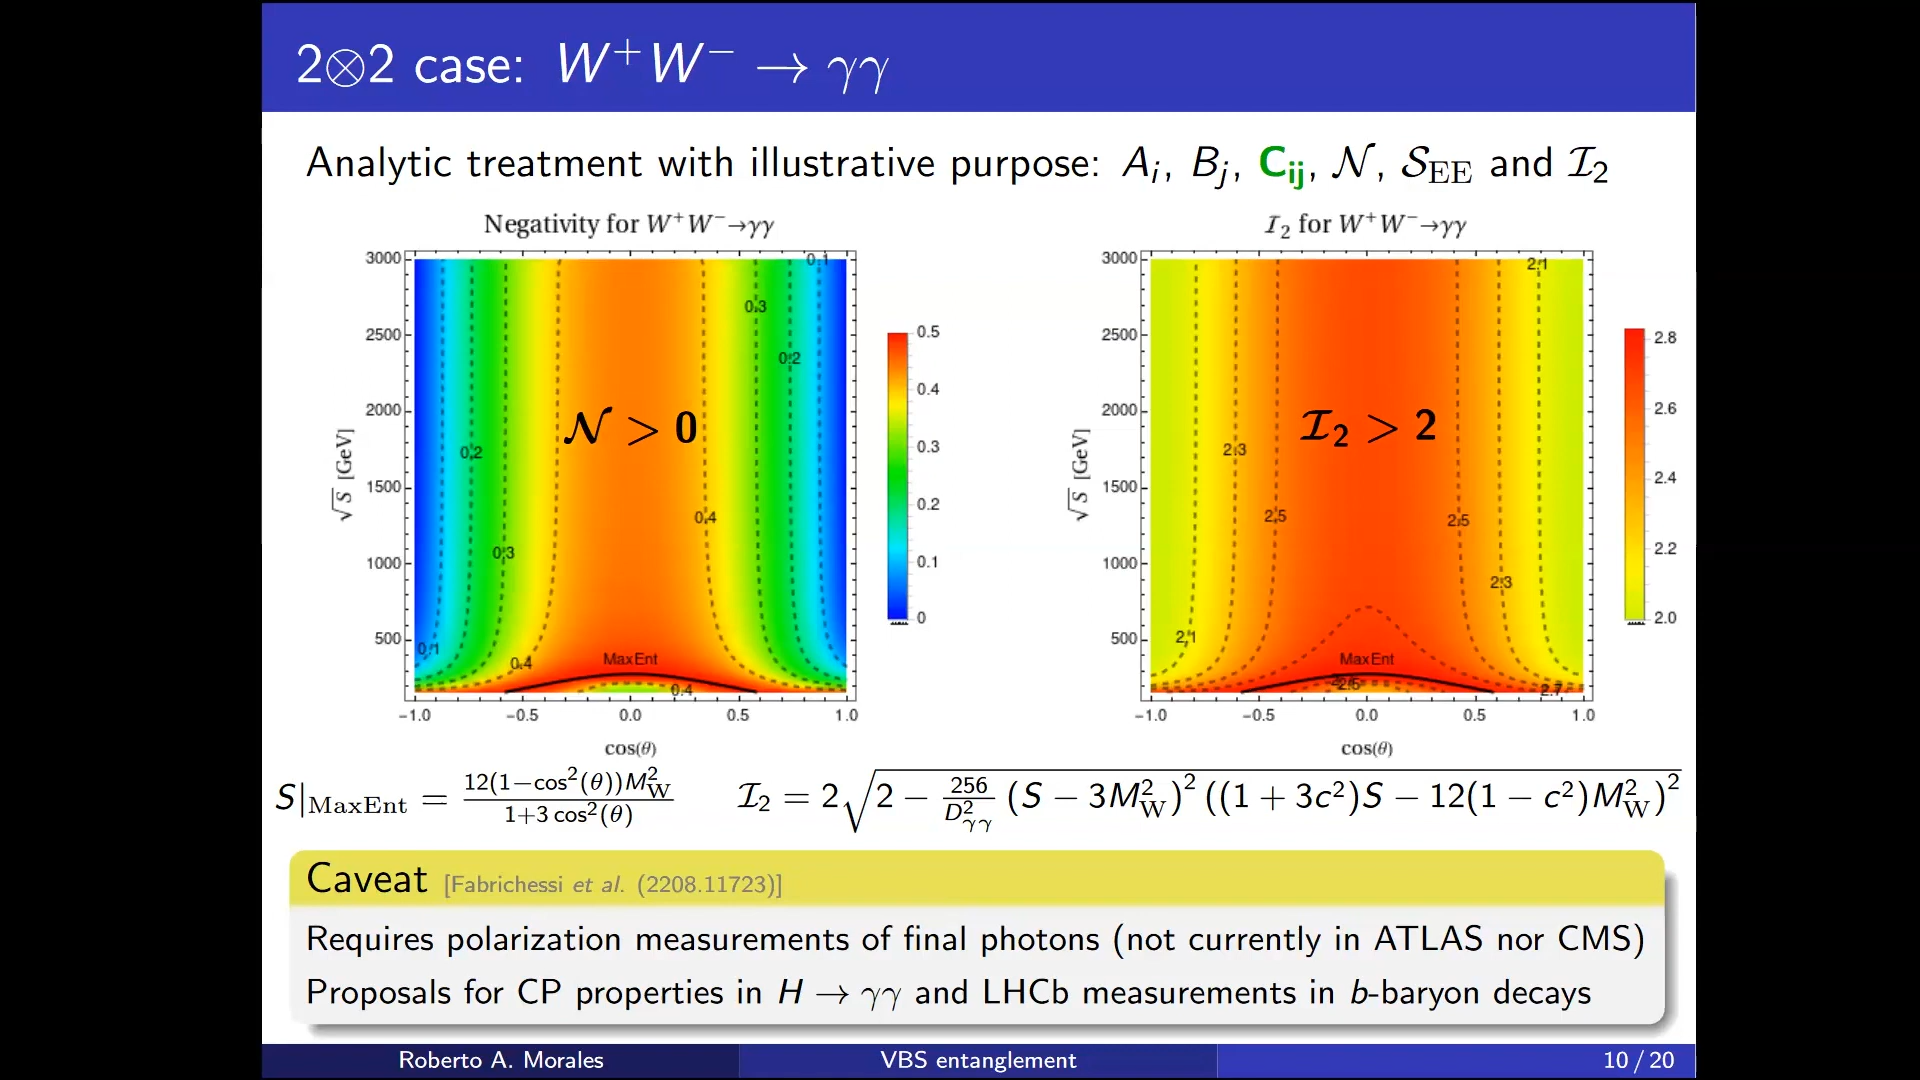 2⊗2 case: W⁺W⁻ → γγ
Analytic treatment with illustrative purpose: Aᵢ, Bⱼ, Cᵢⱼ, 𝒩, 𝒮_EE and ℐ₂
Negativity for W⁺W⁻→γγ
3000
2500
2000
1500
1000
500
√S [GeV]
0.1
0.3
0.2
0.2
0.4
0.3
0.1
0.4
0.4
MaxEnt
𝒩 > 0
−1.0 −0.5 0.0 0.5 1.0
cos(θ)
0.5
0.4
0.3
0.2
0.1
0
ℐ₂ for W⁺W⁻→γγ
3000
2500
2000
1500
1000
500
√S [GeV]
2.1
2.3
2.5
2.5
2.3
2.1
MaxEnt
2.5
2.7
ℐ₂ > 2
−1.0 −0.5 0.0 0.5 1.0
cos(θ)
2.8
2.6
2.4
2.2
2.0
S|_MaxEnt = 12(1−cos²(θ))M_W² / 1+3 cos²(θ)
ℐ₂ = 2√(2 − 256/D²_γγ (S − 3M_W²)² ((1 + 3c²)S − 12(1 − c²)M_W²)²)
Caveat [Fabrichessi et al. (2208.11723)]
Requires polarization measurements of final photons (not currently in ATLAS nor CMS)
Proposals for CP properties in H → γγ and LHCb measurements in b-baryon decays
Roberto A. Morales
VBS entanglement
10 / 20